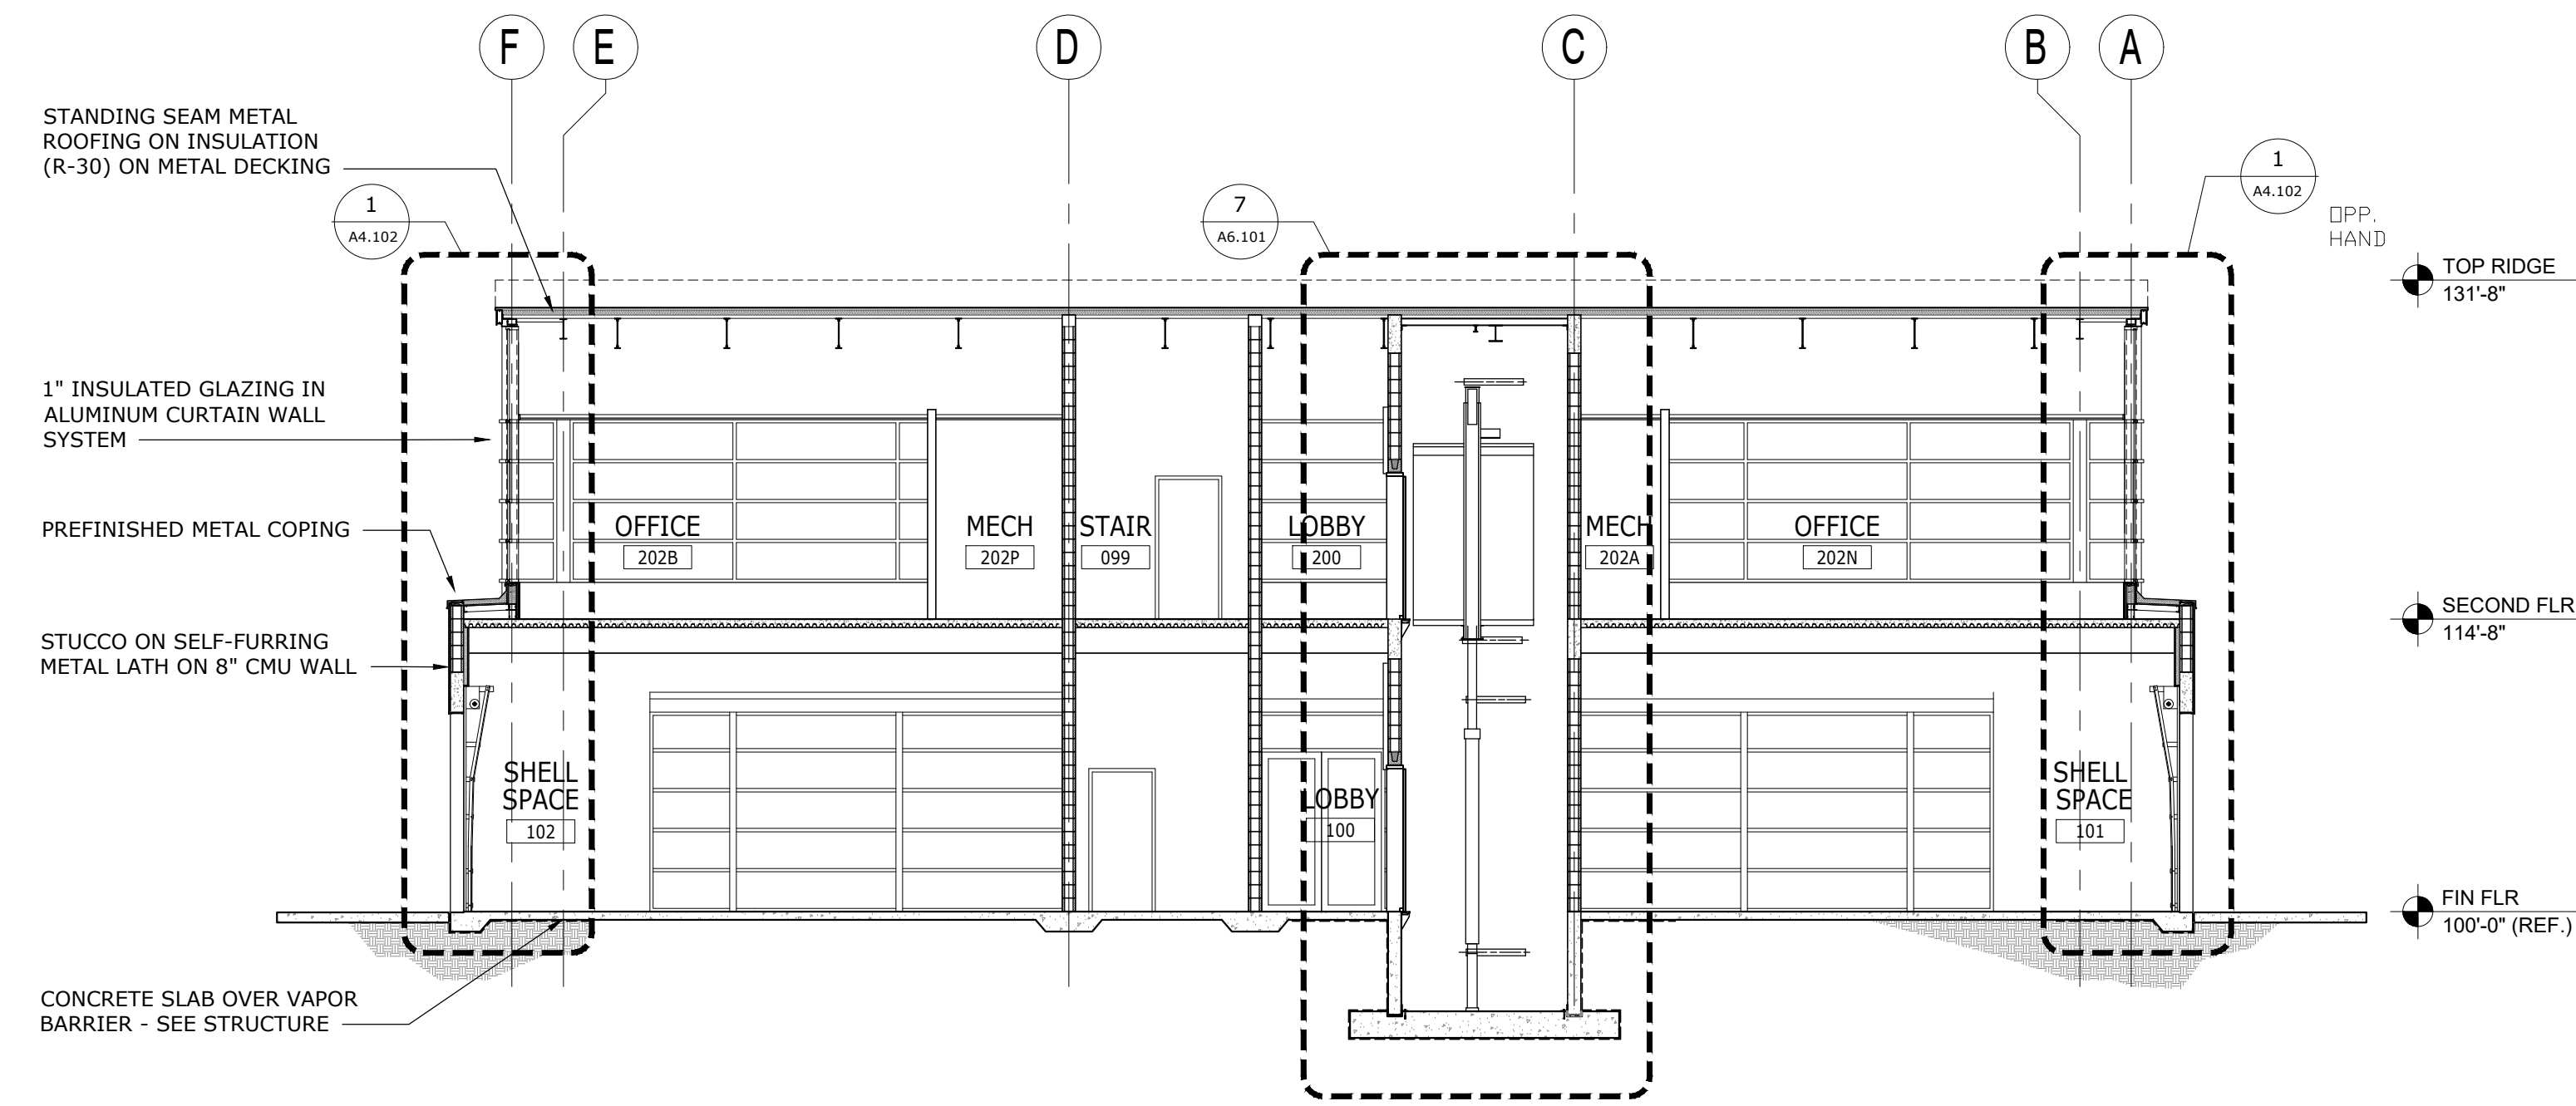 F
E
D
C
B
A
STANDING SEAM METAL
ROOFING ON INSULATION
(R-30) ON METAL DECKING
1
A4.102
7
A6.101
1
A4.102
OPP.
HAND
TOP RIDGE
131'-8"
1" INSULATED GLAZING IN
ALUMINUM CURTAIN WALL
SYSTEM
PREFINISHED METAL COPING
OFFICE
202B
MECH
202P
STAIR
099
LOBBY
200
MECH
202A
OFFICE
202N
SECOND FLR
114'-8"
STUCCO ON SELF-FURRING
METAL LATH ON 8" CMU WALL
SHELL
SPACE
102
LOBBY
100
SHELL
SPACE
101
FIN FLR
100'-0" (REF.)
CONCRETE SLAB OVER VAPOR
BARRIER - SEE STRUCTURE